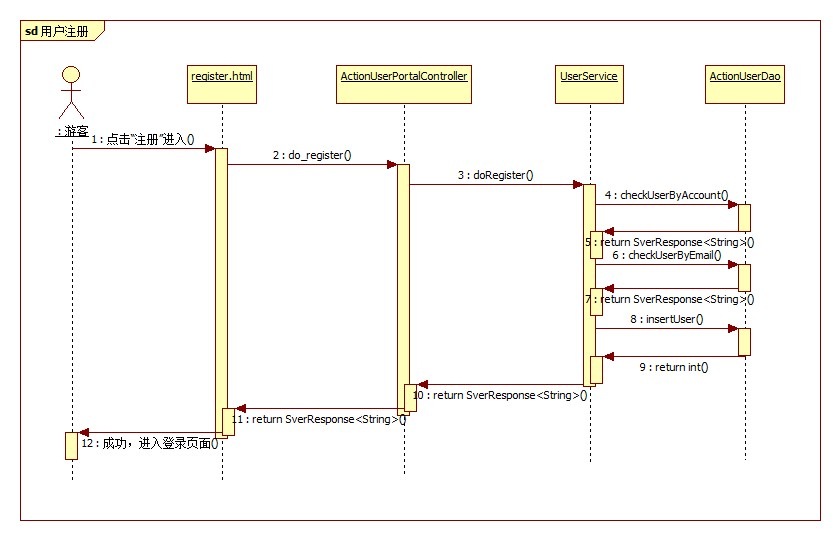 sd 用户注册
register.html
ActionUserPortalController
UserService
ActionUserDao
: 游客
1 : 点击“注册”进入()
2 : do_register()
3 : doRegister()
4 : checkUserByAccount()
5 : return SverResponse<String>()
6 : checkUserByEmail()
7 : return SverResponse<String>()
8 : insertUser()
9 : return int()
10 : return SverResponse<String>()
11 : return SverResponse<String>()
12 : 成功，进入登录页面()